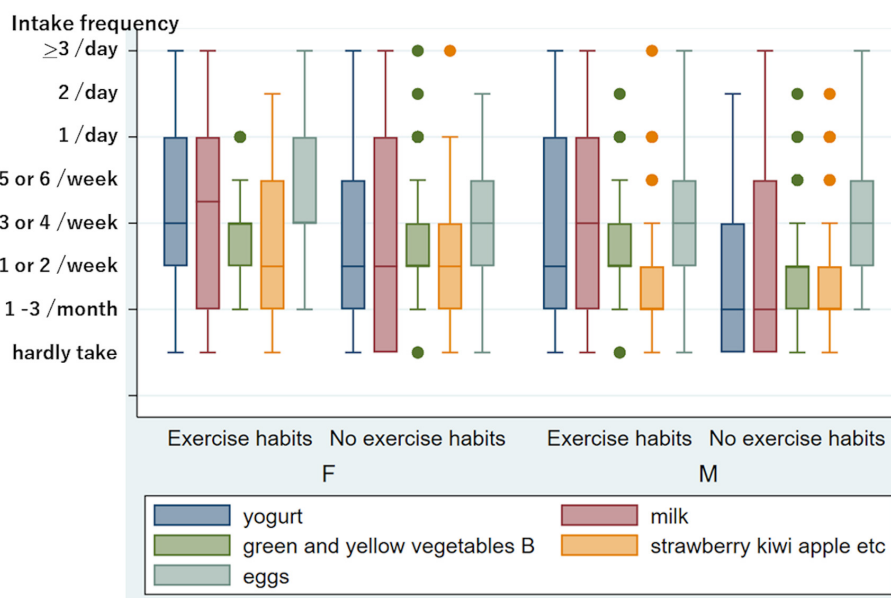 Intake frequency
≥3 /day
2 /day
1 /day
5 or 6 /week
3 or 4 /week
1 or 2 /week
1 -3 /month
hardly take
Exercise habits No exercise habits Exercise habits No exercise habits
F M
yogurt milk
green and yellow vegetables B strawberry kiwi apple etc
eggs